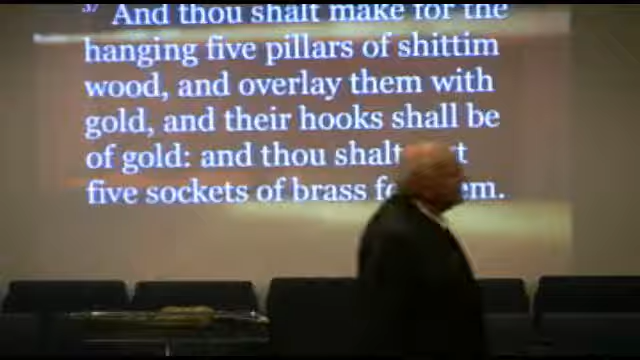 37 And thou shalt make for the
hanging five pillars of shittim
wood, and overlay them with
gold, and their hooks shall be
of gold: and thou shalt
five sockets of brass